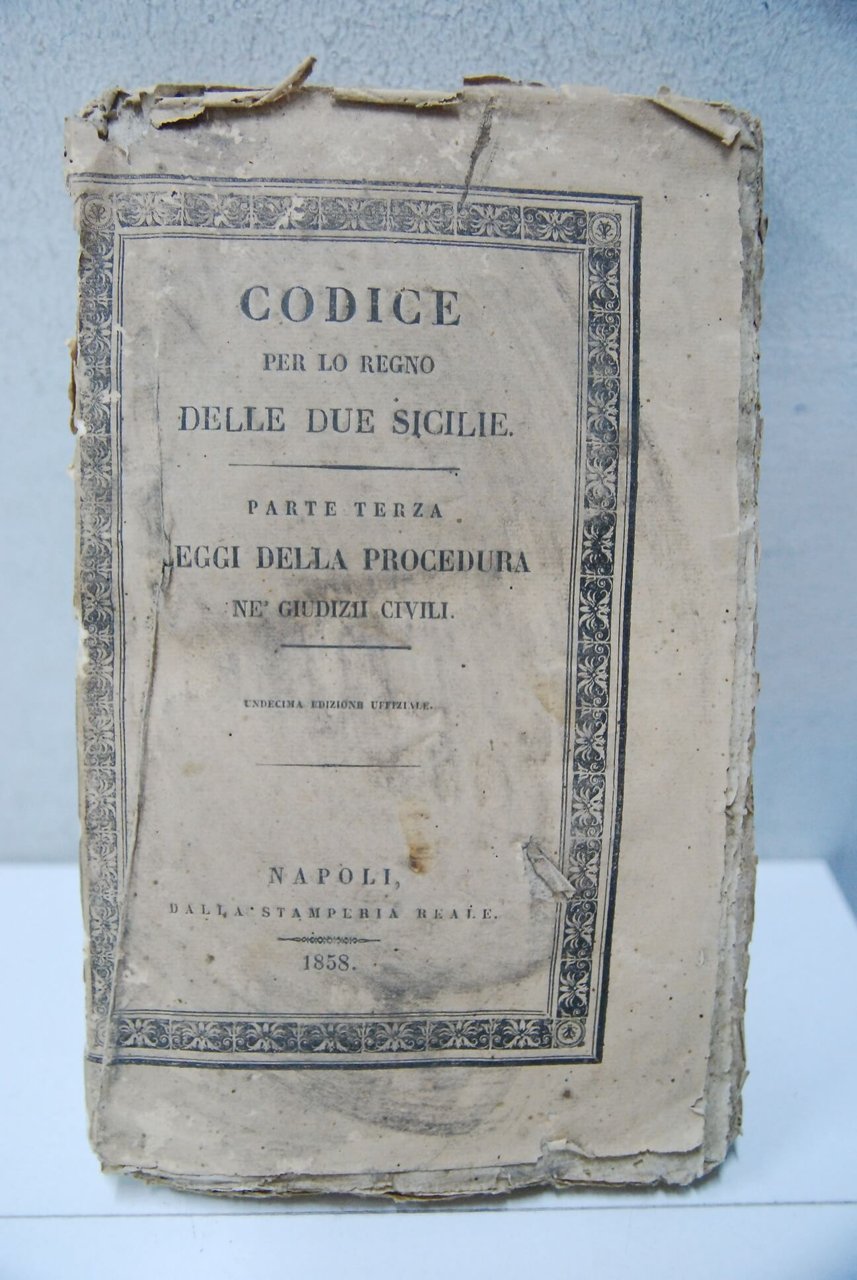 CODICE
PER LO REGNO
DELLE DUE SICILIE.
PARTE TERZA
LEGGI DELLA PROCEDURA
NE' GIUDIZII CIVILI.
UNDECIMA EDIZIONE UFFIZIALE.
NAPOLI,
DALLA STAMPERIA REALE.
1858.